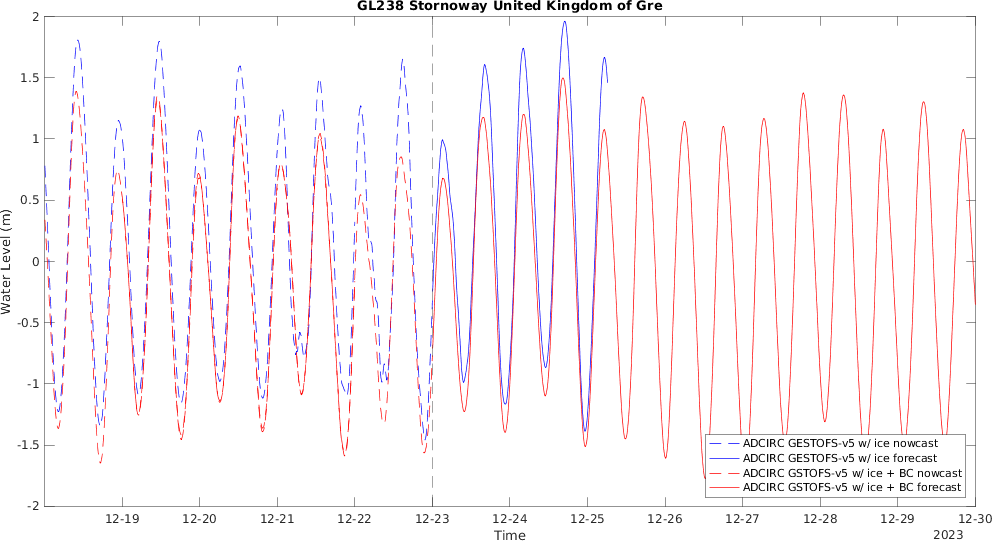 GL238 Stornoway United Kingdom of Gre
2
1.5
1
0.5
0
-0.5
-1
-1.5
-2
Water Level (m)
ADCIRC GESTOFS-v5 w/ ice nowcast
ADCIRC GESTOFS-v5 w/ ice forecast
ADCIRC GSTOFS-v5 w/ ice + BC nowcast
ADCIRC GSTOFS-v5 w/ ice + BC forecast
12-19 12-20 12-21 12-22 12-23 12-24 12-25 12-26 12-27 12-28 12-29 12-30
Time
2023